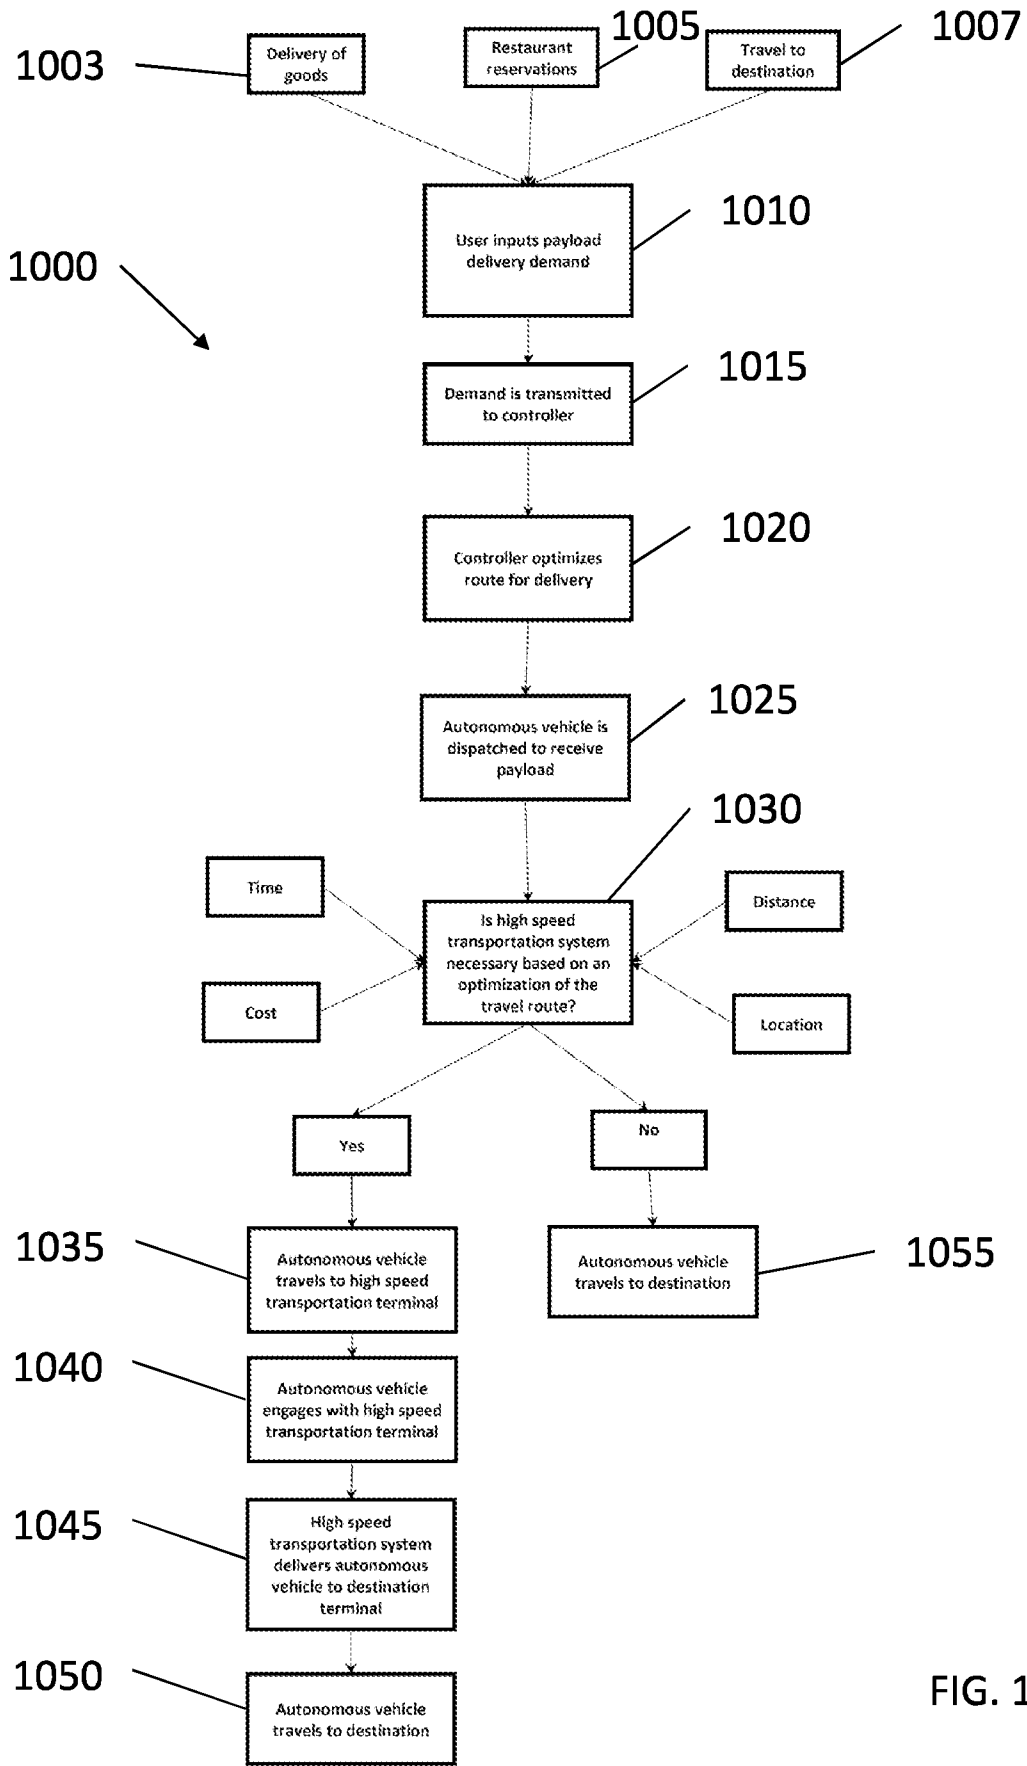 1003
Delivery of
goods
Restaurant
reservations
1005
Travel to
destination
1007
1000
User inputs payload
delivery demand
1010
Demand is transmitted
to controller
1015
Controller optimizes
route for delivery
1020
Autonomous vehicle is
dispatched to receive
payload
1025
1030
Time
Cost
Is high speed
transportation system
necessary based on an
optimization of the
travel route?
Distance
Location
Yes
No
1035
Autonomous vehicle
travels to high speed
transportation terminal
Autonomous vehicle
travels to destination
1055
1040
Autonomous vehicle
engages with high speed
transportation terminal
1045
High speed
transportation system
delivers autonomous
vehicle to destination
terminal
1050
Autonomous vehicle
travels to destination
FIG. 1